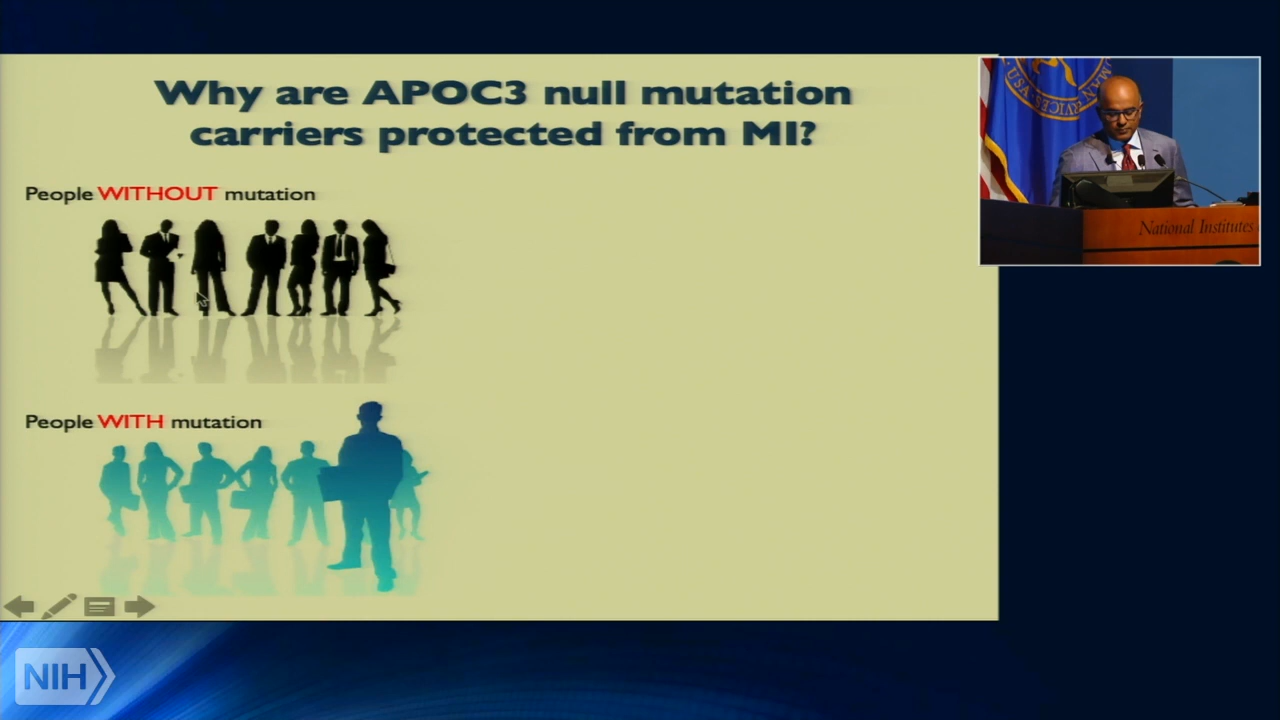 Why are APOC3 null mutation
carriers protected from MI?
People WITHOUT mutation
People WITH mutation
National Institutes
NIH